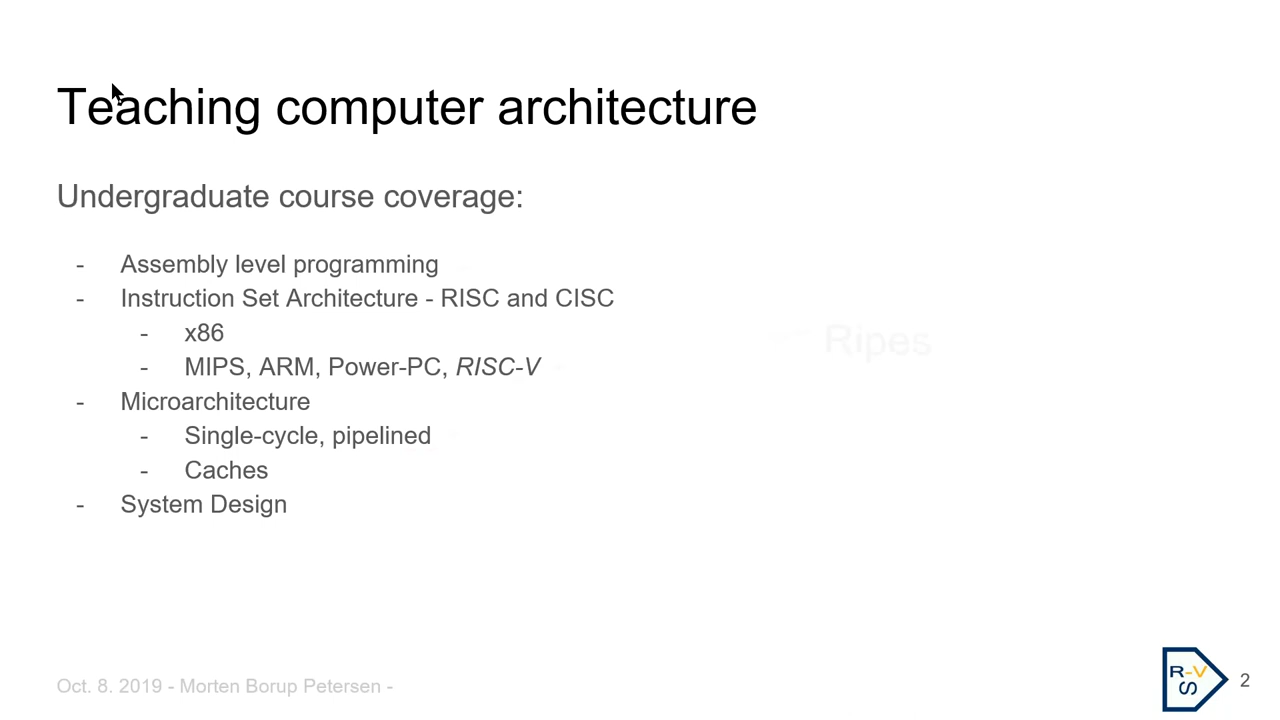 Teaching computer architecture
Undergraduate course coverage:
- Assembly level programming
- Instruction Set Architecture - RISC and CISC
- x86
- MIPS, ARM, Power-PC, RISC-V
- Microarchitecture
- Single-cycle, pipelined
- Caches
- System Design
Ripes
Oct. 8. 2019 - Morten Borup Petersen -
R-V
S
2